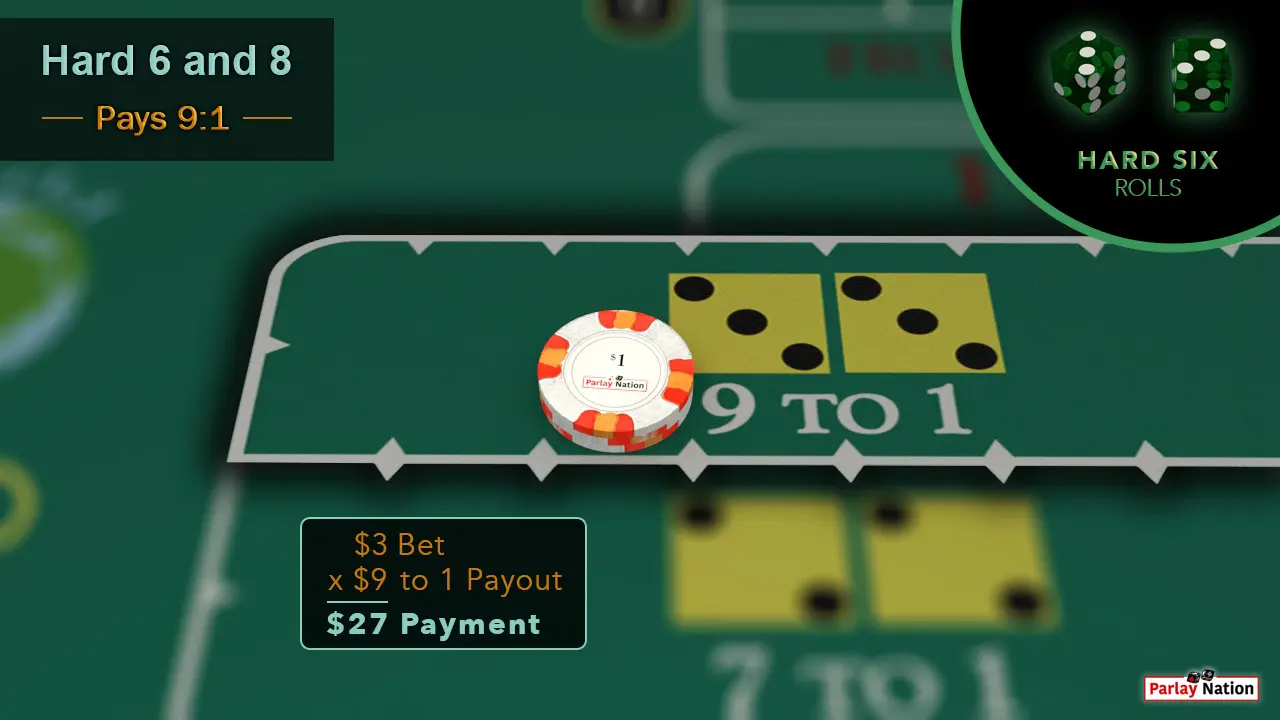 Hard 6 and 8
Pays 9:1
HARD SIX
ROLLS
$1
Parlay Nation
9 TO 1
$3 Bet
x $9 to 1 Payout
$27 Payment
7 TO 1
Parlay Nation